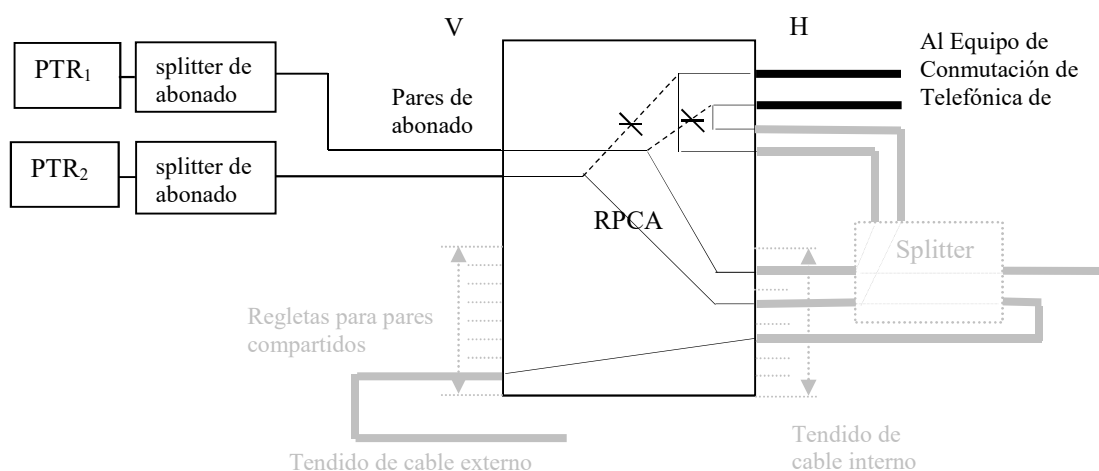 V
H
PTR₁
splitter de
abonado
Pares de
abonado
Al Equipo de
Conmutación de
Telefónica de
PTR₂
splitter de
abonado
RPCA
Splitter
Regletas para pares
compartidos
Tendido de cable externo
Tendido de
cable interno